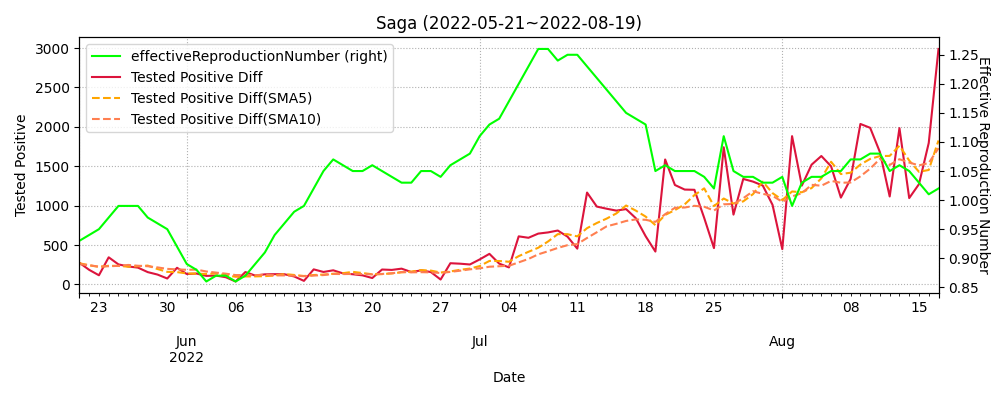 Saga (2022-05-21~2022-08-19)
effectiveReproductionNumber (right)
Tested Positive Diff
Tested Positive Diff(SMA5)
Tested Positive Diff(SMA10)
Tested Positive
3000
2500
2000
1500
1000
500
0
Effective Reproduction Number
1.25
1.20
1.15
1.10
1.05
1.00
0.95
0.90
0.85
23 30 06 13 20 27 04 11 18 25 08 15
Jun Jul Aug
2022
Date